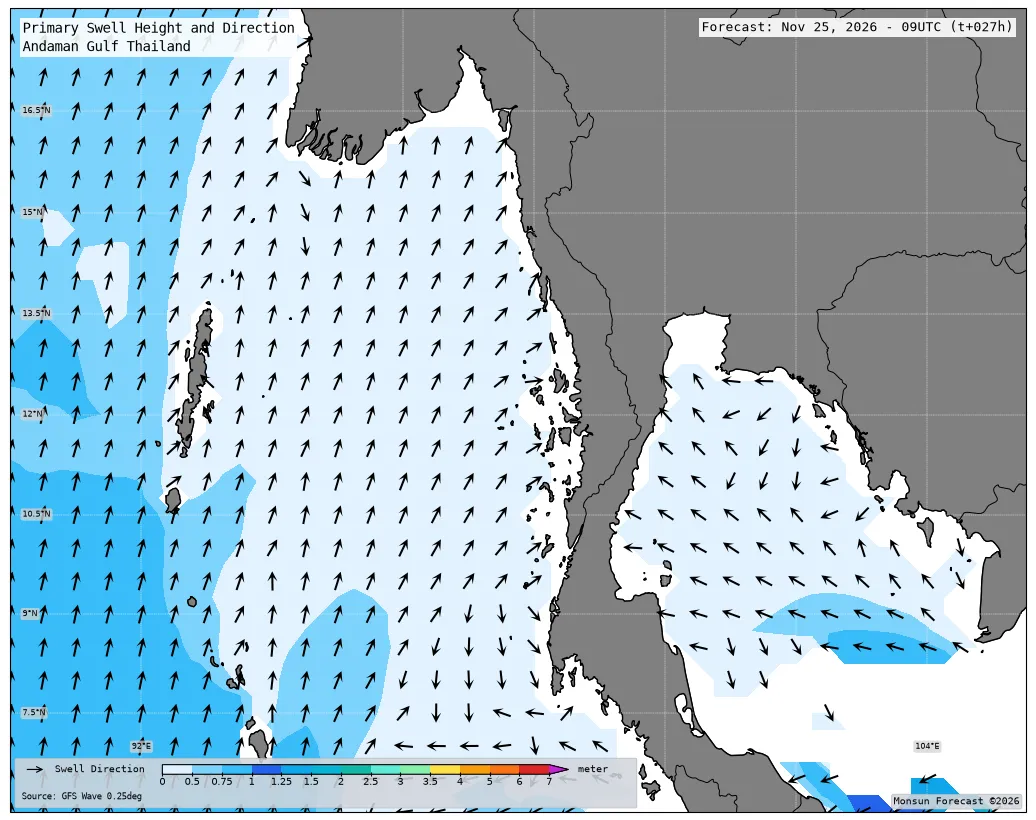 Primary Swell Height and Direction
Andaman Gulf Thailand
Forecast: Nov 25, 2026 - 09UTC (t+027h)
16.5°N
15°N
13.5°N
12°N
10.5°N
9°N
7.5°N
92°E
104°E
Swell Direction
0 0.5 0.75 1 1.25 1.5 2 2.5 3 3.5 4 5 6 7
meter
Source: GFS Wave 0.25deg
Monsun Forecast ©2026